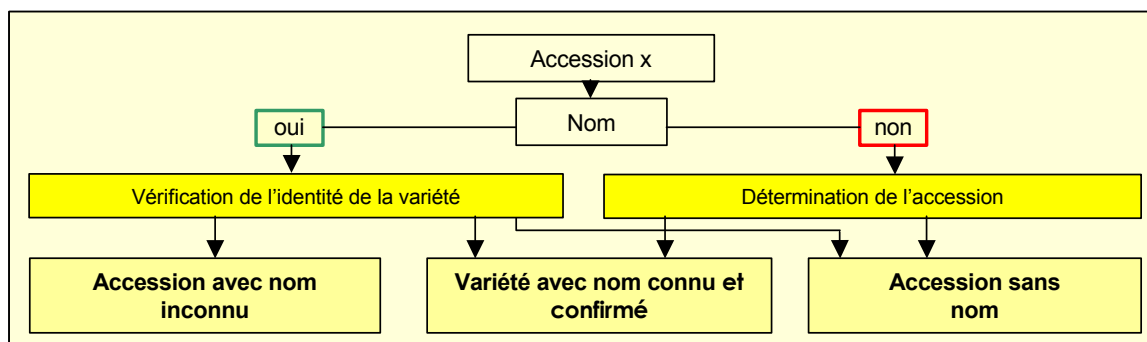 Accession x
Nom
oui
non
Vérification de l'identité de la variété
Détermination de l'accession
Accession avec nom
inconnu
Variété avec nom connu et
confirmé
Accession sans
nom